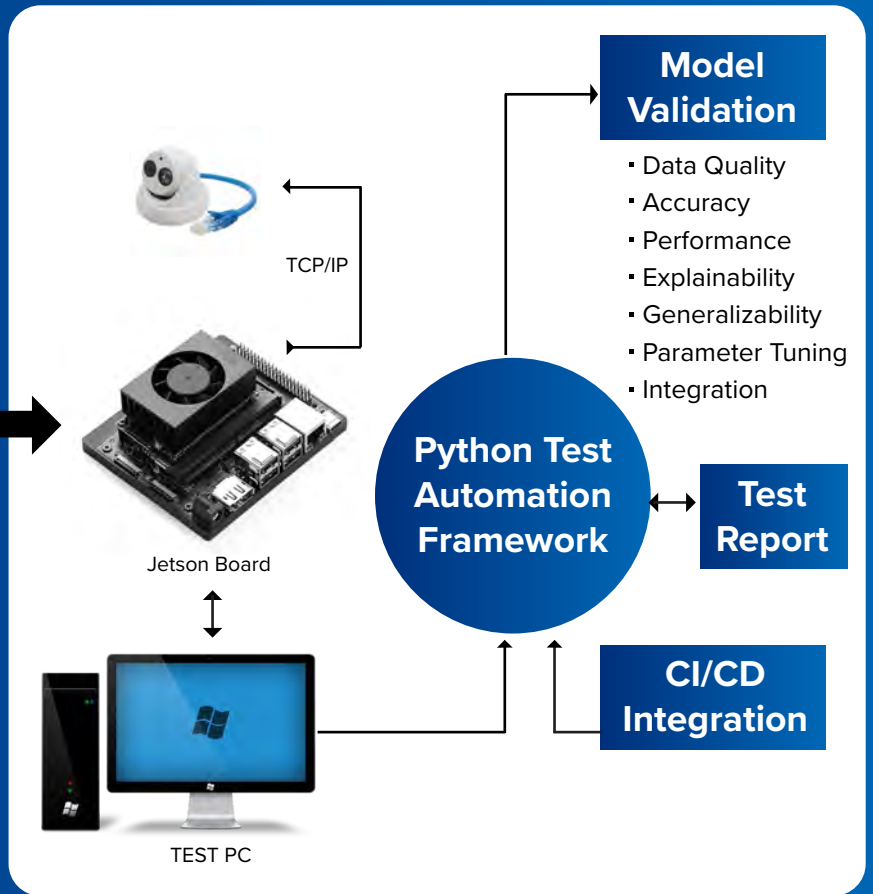 Model
Validation
▪ Data Quality
▪ Accuracy
▪ Performance
▪ Explainability
▪ Generalizability
▪ Parameter Tuning
▪ Integration
TCP/IP
Jetson Board
Python Test
Automation
Framework
Test
Report
CI/CD
Integration
TEST PC